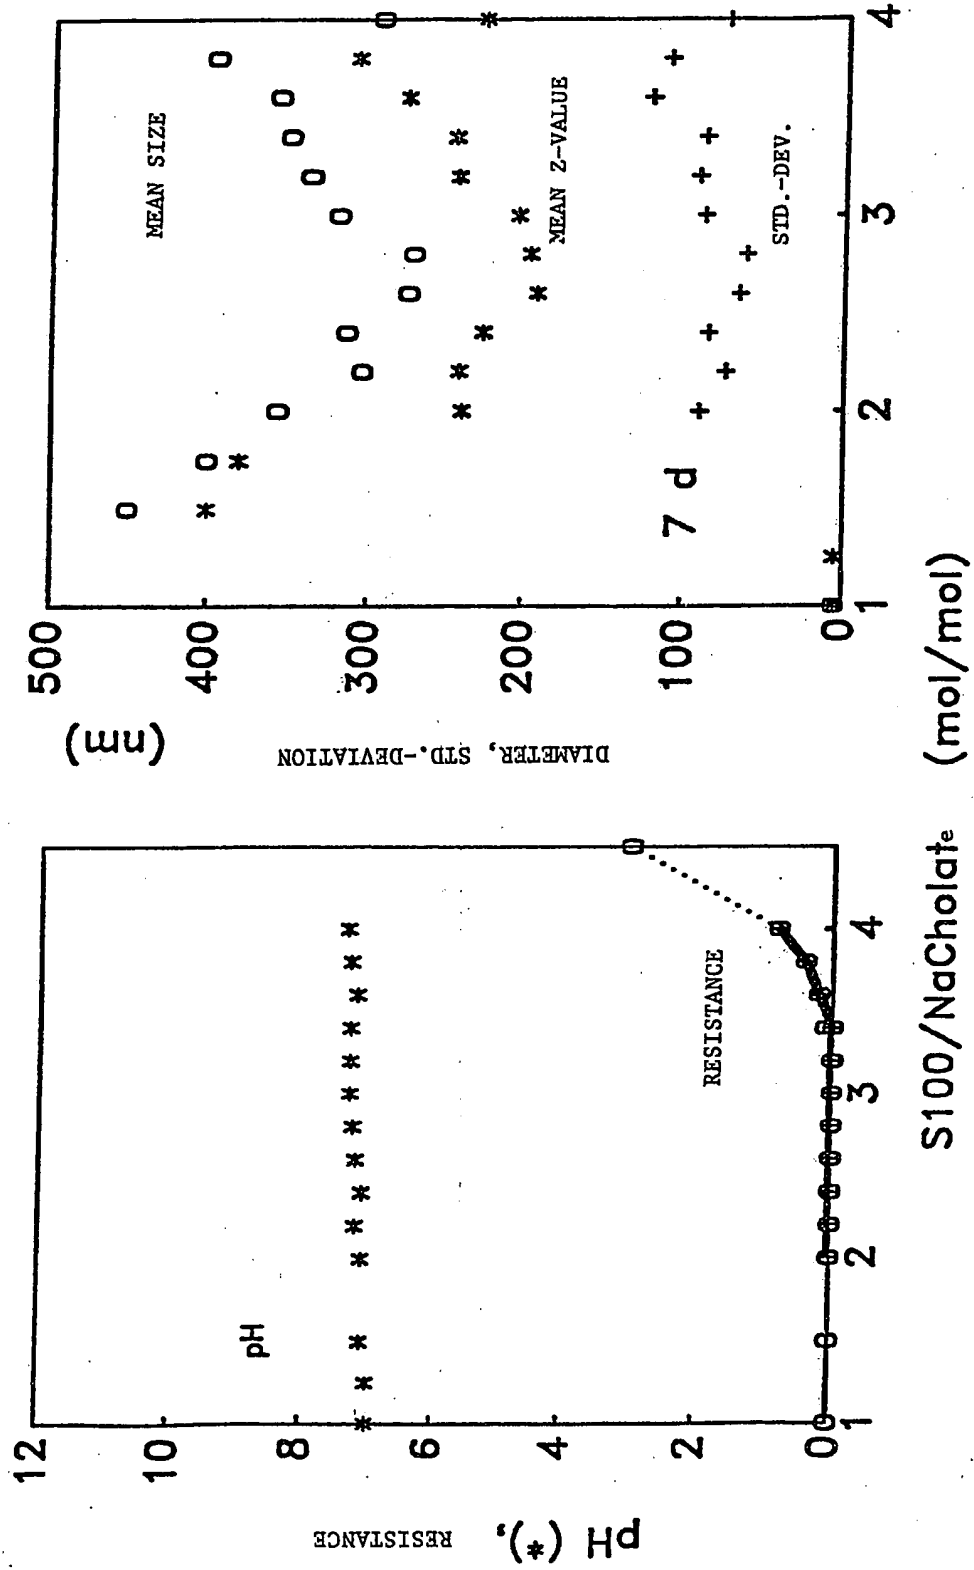 500
400
300
200
100
0
(nm)
DIAMETER, STD.-DEVIATION
MEAN SIZE
MEAN Z-VALUE
STD.-DEV.
7 d
1
2
3
4
(mol/mol)
12
10
8
6
4
2
0
pH (*),
RESISTANCE
pH
RESISTANCE
1
2
3
4
S100/NaCholate